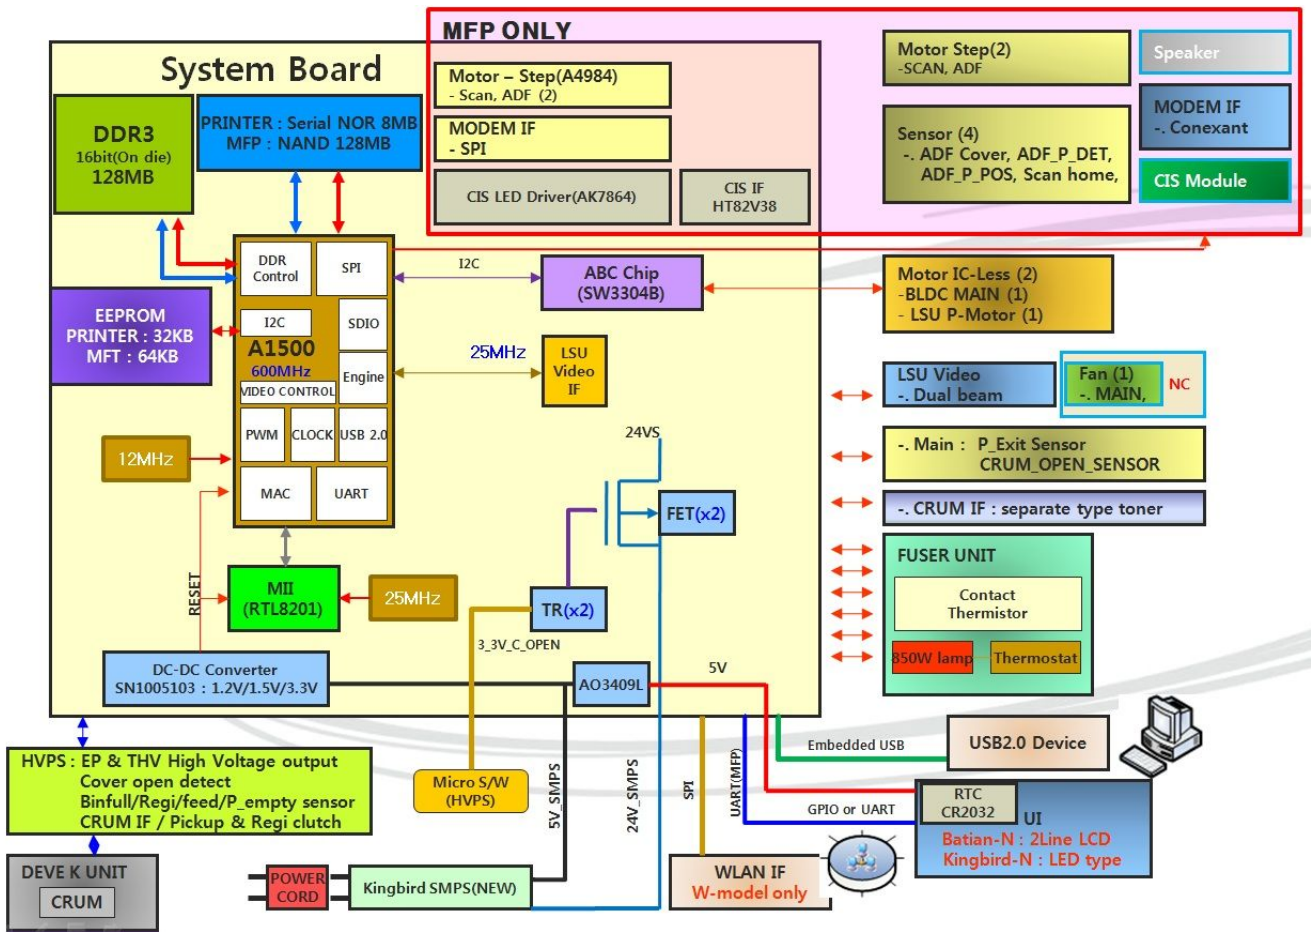 MFP ONLY
System Board
Motor – Step(A4984)
- Scan, ADF (2)
MODEM IF
- SPI
CIS LED Driver(AK7864)
CIS IF
HT82V38
Motor Step(2)
-SCAN, ADF
Speaker
MODEM IF
-. Conexant
Sensor (4)
-. ADF Cover, ADF_P_DET,
ADF_P_POS, Scan home,
CIS Module
DDR3
16bit(On die)
128MB
PRINTER : Serial NOR 8MB
MFP : NAND 128MB
DDR
Control
SPI
I2C
SDIO
A1500
600MHz
Engine
VIDEO CONTROL
PWM
CLOCK
USB 2.0
MAC
UART
EEPROM
PRINTER : 32KB
MFT : 64KB
I2C
ABC Chip
(SW3304B)
Motor IC-Less (2)
-BLDC MAIN (1)
- LSU P-Motor (1)
25MHz
LSU
Video
IF
LSU Video
-. Dual beam
Fan (1)
-. MAIN,
NC
12MHz
24VS
-. Main : P_Exit Sensor
CRUM_OPEN_SENSOR
FET(x2)
-. CRUM IF : separate type toner
FUSER UNIT
Contact
Thermistor
850W lamp
Thermostat
RESET
MII
(RTL8201)
25MHz
TR(x2)
3_3V_C_OPEN
DC-DC Converter
SN1005103 : 1.2V/1.5V/3.3V
AO3409L
5V
HVPS : EP & THV High Voltage output
Cover open detect
Binfull/Regi/feed/P_empty sensor
CRUM IF / Pickup & Regi clutch
Micro S/W
(HVPS)
5V_SMPS
24V_SMPS
SPI
UART(MFP)
Embedded USB
USB2.0 Device
GPIO or UART
RTC
CR2032
UI
Batian-N : 2Line LCD
Kingbird-N : LED type
DEVE K UNIT
CRUM
POWER
CORD
Kingbird SMPS(NEW)
WLAN IF
W-model only